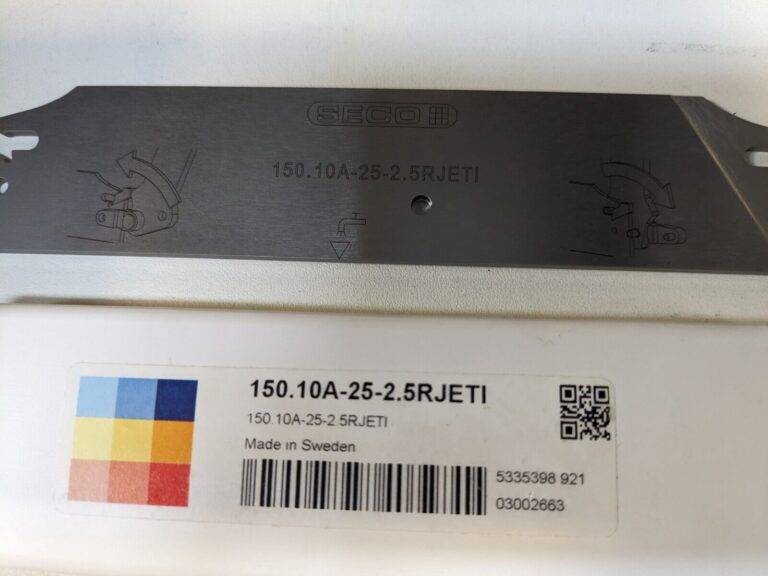 SECO
150.10A-25-2.5RJETI
150.10A-25-2.5RJETI
150.10A-25-2.5RJETI
Made in Sweden
5335398 921
03002663